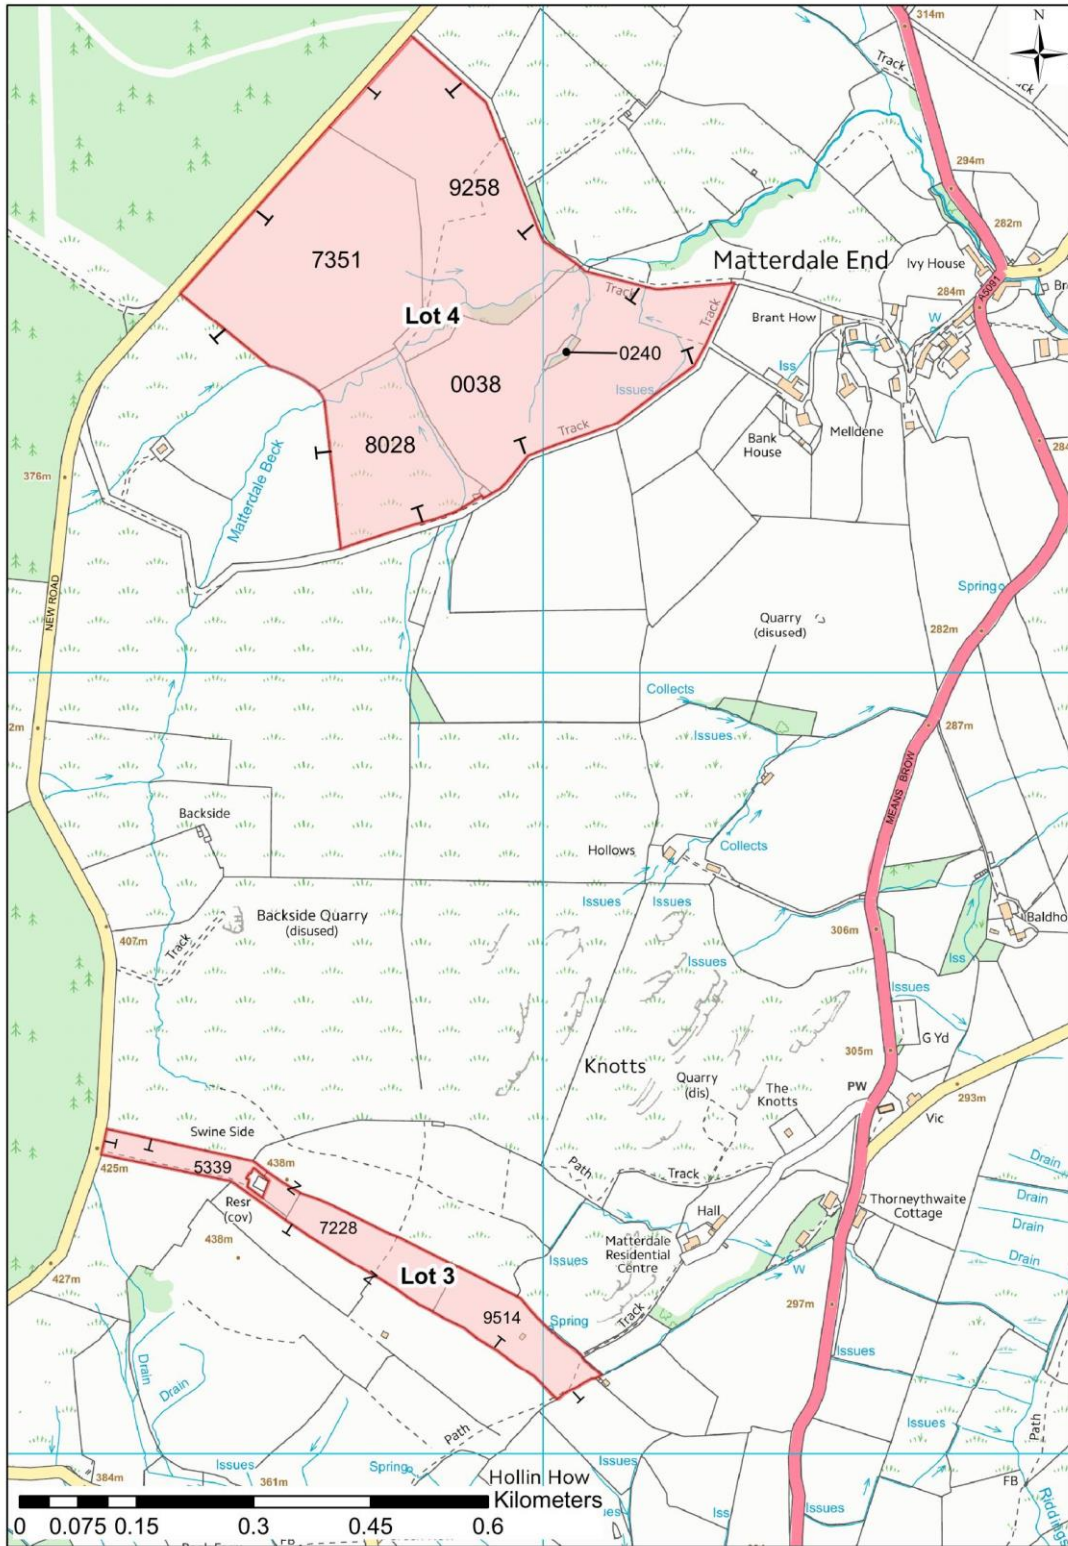 314m
N
Track
ck
294m
9258
282m
7351
Matterdale End
Ivy House
284m
A5091
Track
Track
Lot 4
Brant How
W
0240
Iss
0038
Issues
Track
8028
Bank
House
Melldene
376m
Matterdale Beck
NEW ROAD
Spring
Quarry
(disused)
282m
Collects
Issues
2m
287m
MEANS BROW
Backside
Hollows
Collects
Issues
Issues
Backside Quarry
(disused)
407m
Track
306m
Baldho
Iss
Issues
Issues
G Yd
305m
Knotts
Quarry
(dis)
The
Knotts
PW
293m
Vic
Swine Side
425m
5339
438m
Path
Track
Drain
Drain
Drain
Drain
Resr
(cov)
7228
Hall
Thorneythwaite
Cottage
438m
Matterdale
Residential
Centre
Issues
W
427m
Lot 3
9514
Spring
Track
297m
Issues
Drain
Drain
Issues
Path
Path
384m
Issues
361m
Spring
Hollin How
Issues
FB
Riddings
Kilometers
Iss
Issues
0 0.075 0.15 0.3 0.45 0.6
FB